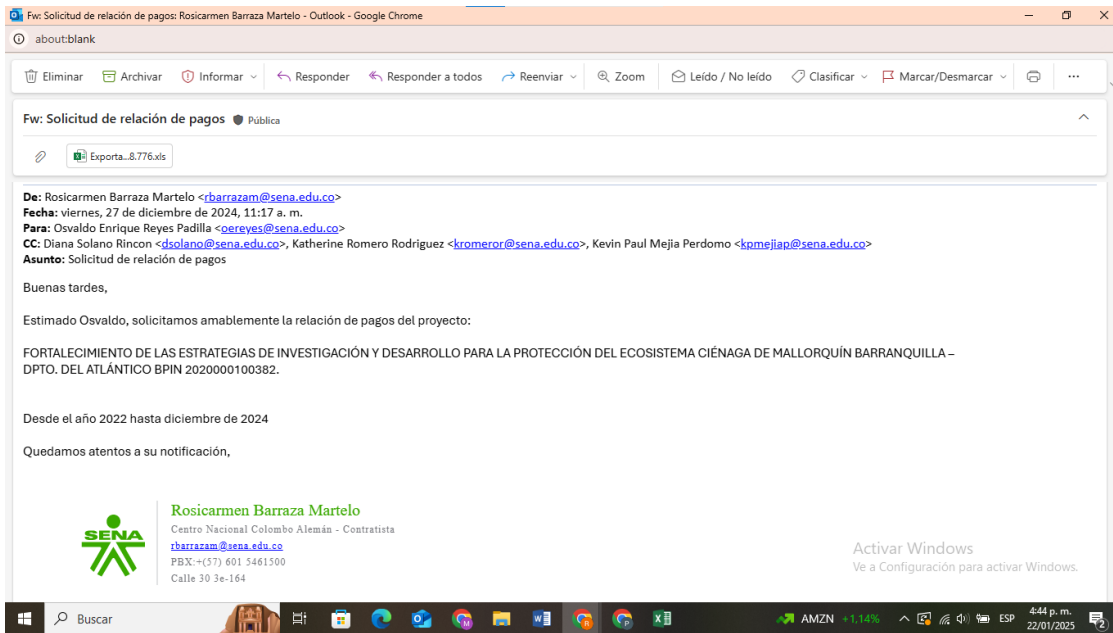 Fw: Solicitud de relación de pagos: Rosicarmen Barraza Martelo - Outlook - Google Chrome
about:blank
Eliminar Archivar Informar Responder Responder a todos Reenviar Zoom Leído / No leído Clasificar Marcar/Desmarcar
Fw: Solicitud de relación de pagos Pública
Exporta...8.776.xls
De: Rosicarmen Barraza Martelo <rbarrazam@sena.edu.co>
Fecha: viernes, 27 de diciembre de 2024, 11:17 a. m.
Para: Osvaldo Enrique Reyes Padilla <oereyes@sena.edu.co>
CC: Diana Solano Rincon <dsolano@sena.edu.co>, Katherine Romero Rodriguez <kromeror@sena.edu.co>, Kevin Paul Mejia Perdomo <kpmejiap@sena.edu.co>
Asunto: Solicitud de relación de pagos
Buenas tardes,
Estimado Osvaldo, solicitamos amablemente la relación de pagos del proyecto:
FORTALECIMIENTO DE LAS ESTRATEGIAS DE INVESTIGACIÓN Y DESARROLLO PARA LA PROTECCIÓN DEL ECOSISTEMA CIÉNAGA DE MALLORQUÍN BARRANQUILLA –
DPTO. DEL ATLÁNTICO BPIN 2020000100382.
Desde el año 2022 hasta diciembre de 2024
Quedamos atentos a su notificación,
SENA
Rosicarmen Barraza Martelo
Centro Nacional Colombo Alemán - Contratista
rbarrazam@sena.edu.co
PBX:+(57) 601 5461500
Calle 30 3e-164
Activar Windows
Ve a Configuración para activar Windows.
Buscar
AMZN +1,14%
ESP
4:44 p. m.
22/01/2025
2